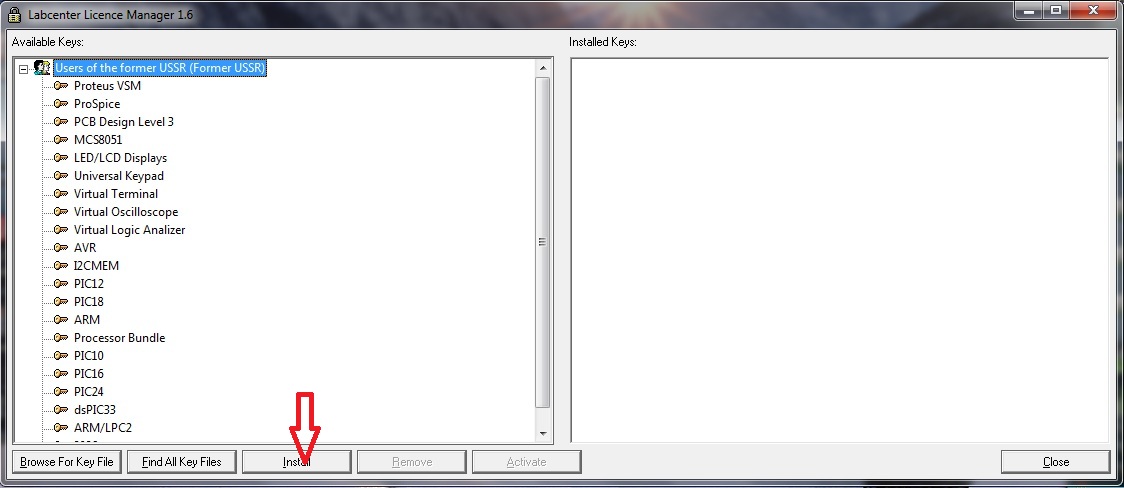 Labcenter Licence Manager 1.6
Available Keys:
Installed Keys:
Users of the former USSR (Former USSR)
Proteus VSM
ProSpice
PCB Design Level 3
MCS8051
LED/LCD Displays
Universal Keypad
Virtual Terminal
Virtual Oscilloscope
Virtual Logic Analizer
AVR
I2CMEM
PIC12
PIC18
ARM
Processor Bundle
PIC10
PIC16
PIC24
dsPIC33
ARM/LPC2
Browse For Key File
Find All Key Files
Install
Remove
Activate
Close